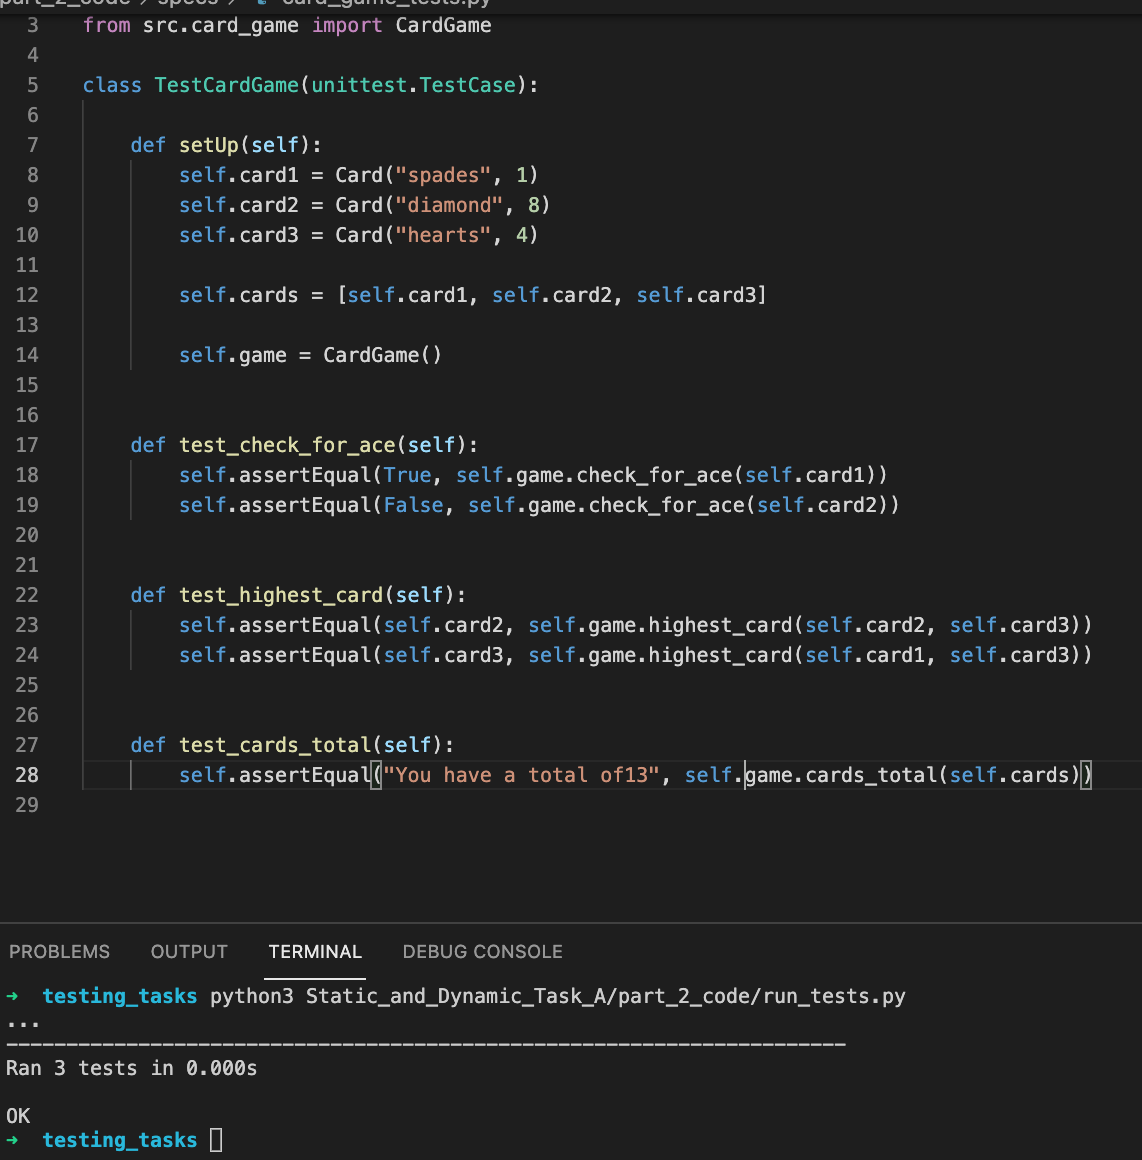 part_2_code > specs > card_game_tests.py
3 from src.card_game import CardGame
4
5 class TestCardGame(unittest.TestCase):
6
7 def setUp(self):
8 self.card1 = Card("spades", 1)
9 self.card2 = Card("diamond", 8)
10 self.card3 = Card("hearts", 4)
11
12 self.cards = [self.card1, self.card2, self.card3]
13
14 self.game = CardGame()
15
16
17 def test_check_for_ace(self):
18 self.assertEqual(True, self.game.check_for_ace(self.card1))
19 self.assertEqual(False, self.game.check_for_ace(self.card2))
20
21
22 def test_highest_card(self):
23 self.assertEqual(self.card2, self.game.highest_card(self.card2, self.card3))
24 self.assertEqual(self.card3, self.game.highest_card(self.card1, self.card3))
25
26
27 def test_cards_total(self):
28 self.assertEqual("You have a total of13", self.game.cards_total(self.cards))
29
PROBLEMS OUTPUT TERMINAL DEBUG CONSOLE
→ testing_tasks python3 Static_and_Dynamic_Task_A/part_2_code/run_tests.py
...
----------------------------------------------------------------------
Ran 3 tests in 0.000s
OK
→ testing_tasks